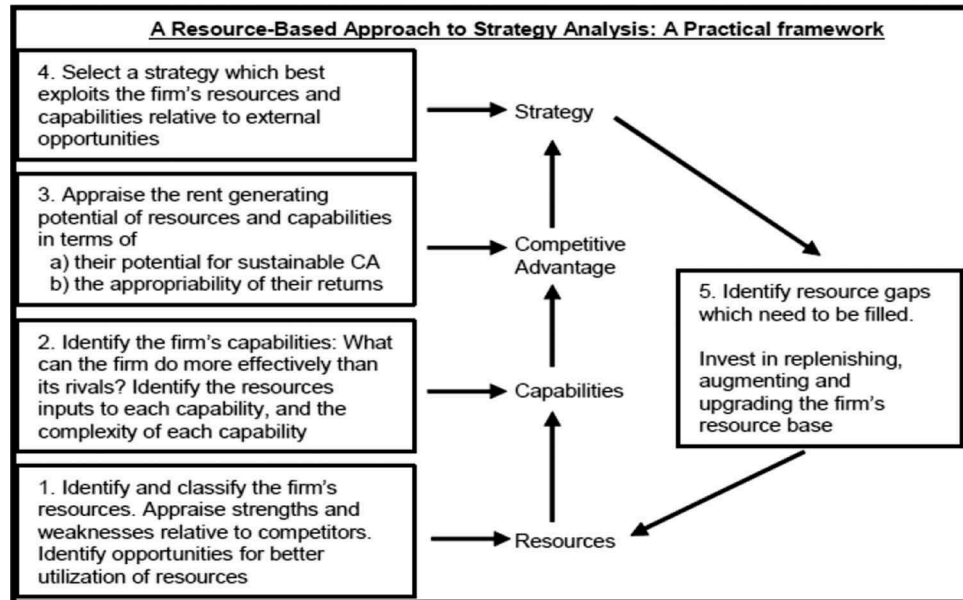 A Resource-Based Approach to Strategy Analysis: A Practical framework
4. Select a strategy which best
exploits the firm's resources and
capabilities relative to external
opportunities
Strategy
3. Appraise the rent generating
potential of resources and capabilities
in terms of
a) their potential for sustainable CA
b) the appropriability of their returns
Competitive
Advantage
5. Identify resource gaps
which need to be filled.
Invest in replenishing,
augmenting and
upgrading the firm's
resource base
2. Identify the firm's capabilities: What
can the firm do more effectively than
its rivals? Identify the resources
inputs to each capability, and the
complexity of each capability
Capabilities
1. Identify and classify the firm's
resources. Appraise strengths and
weaknesses relative to competitors.
Identify opportunities for better
utilization of resources
Resources